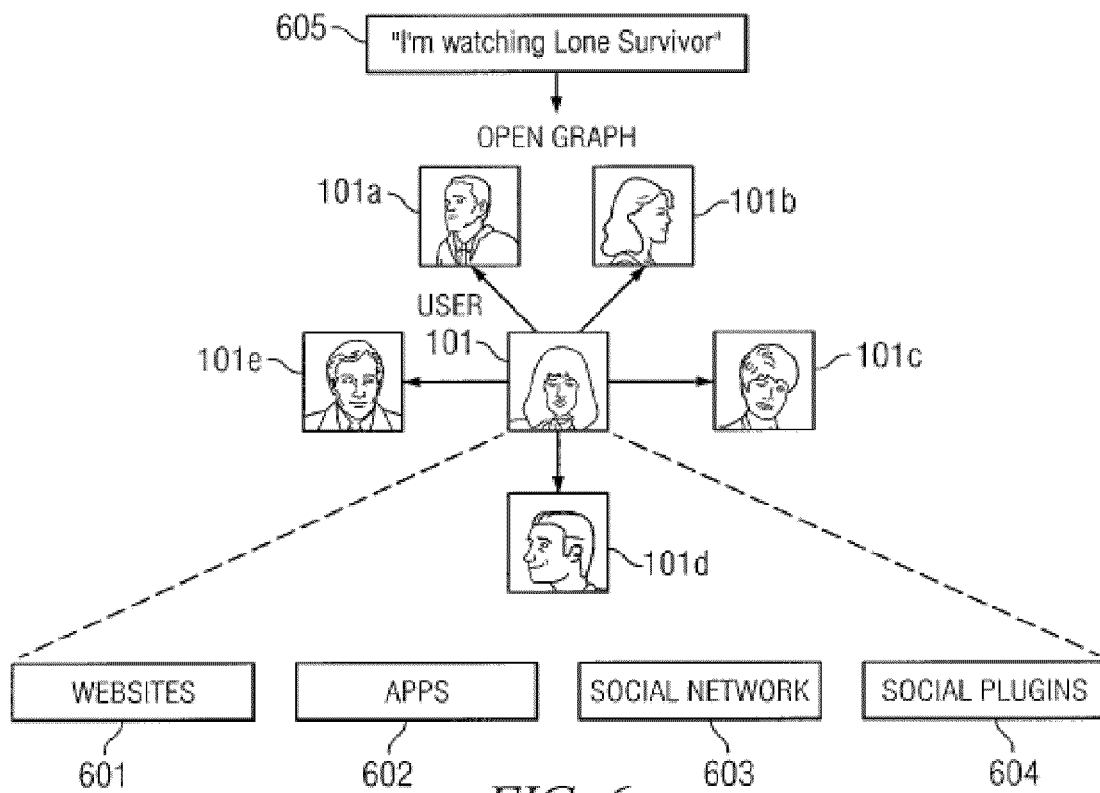 605
"I'm watching Lone Survivor"
OPEN GRAPH
101a
101b
USER
101
101e
101c
101d
WEBSITES
APPS
SOCIAL NETWORK
SOCIAL PLUGINS
601
602
603
604